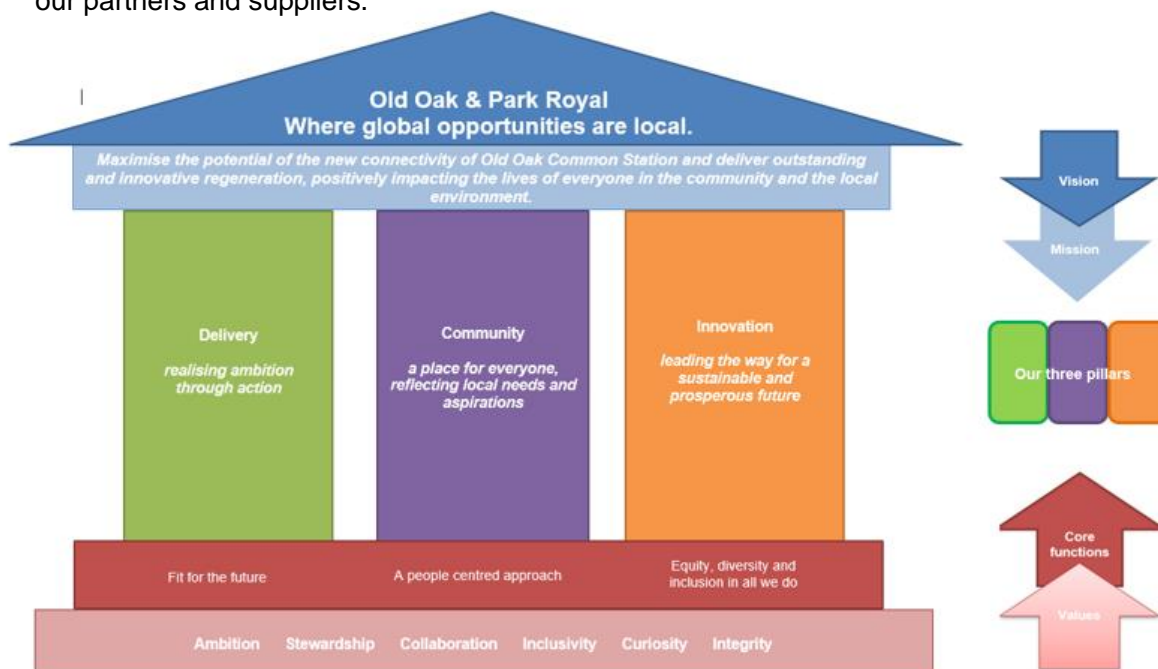 our partners and suppliers.
Old Oak & Park Royal
Where global opportunities are local.
Maximise the potential of the new connectivity of Old Oak Common Station and deliver outstanding
and innovative regeneration, positively impacting the lives of everyone in the community and the local
environment.
Delivery
realising ambition
through action
Community
a place for everyone,
reflecting local needs and
aspirations
Innovation
leading the way for a
sustainable and
prosperous future
Fit for the future
A people centred approach
Equity, diversity and
inclusion in all we do
Ambition Stewardship Collaboration Inclusivity Curiosity Integrity
Vision
Mission
Our three pillars
Core
functions
Values